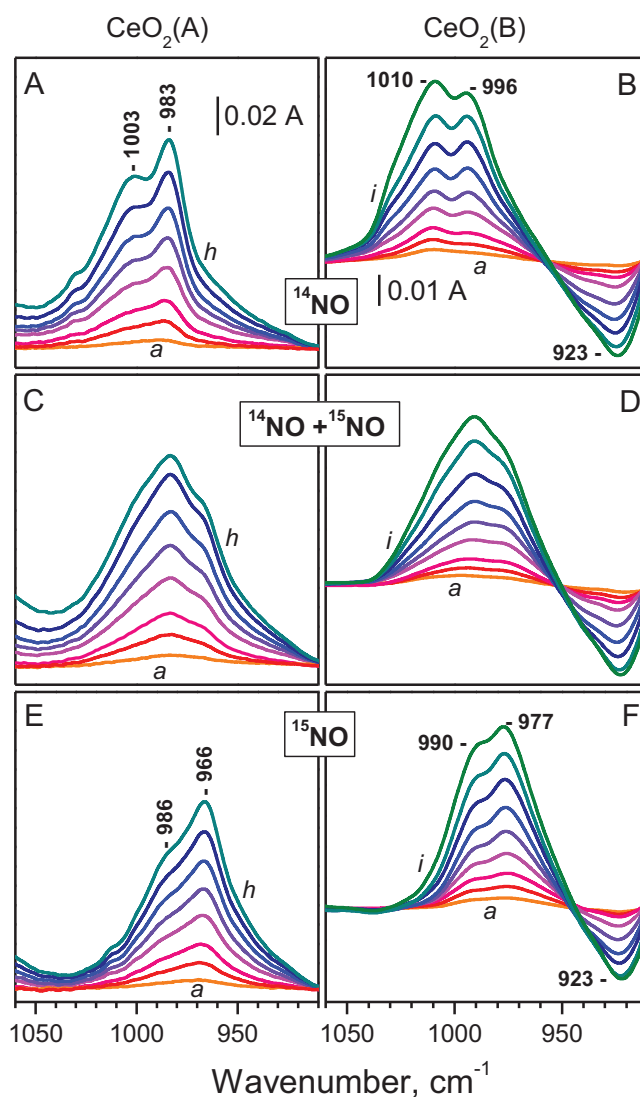 CeO₂(A) CeO₂(B)
A B
1003 - - 983 0.02 A 1010 - - 996
h i
a a
0.01 A
¹⁴NO
923 -
C D
¹⁴NO + ¹⁵NO
h i
a a
E F
¹⁵NO
986 - - 966 990 - - 977
h i
a a
923 -
1050 1000 950 1050 1000 950
Wavenumber, cm⁻¹